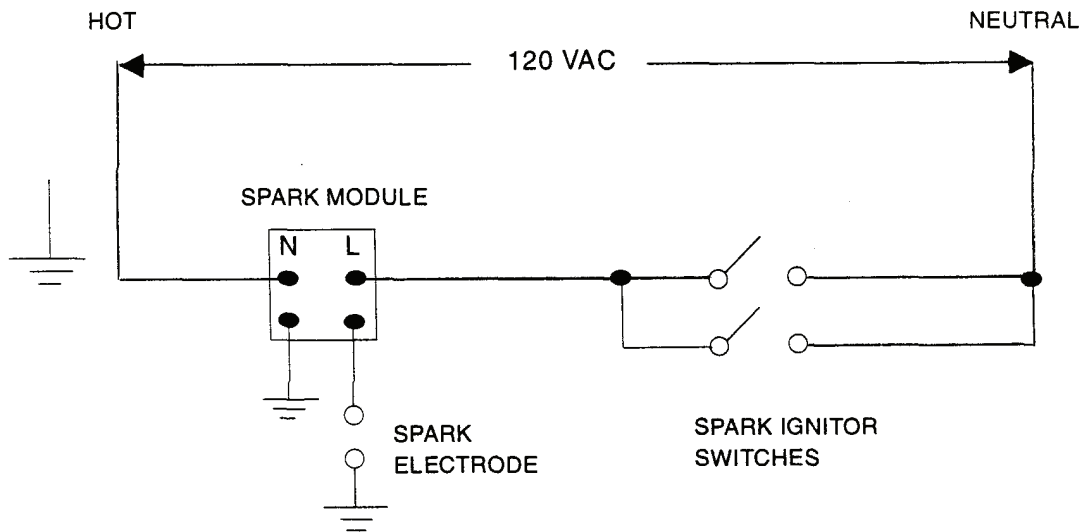 HOT
NEUTRAL
120 VAC
SPARK MODULE
N L
SPARK
ELECTRODE
SPARK IGNITOR
SWITCHES